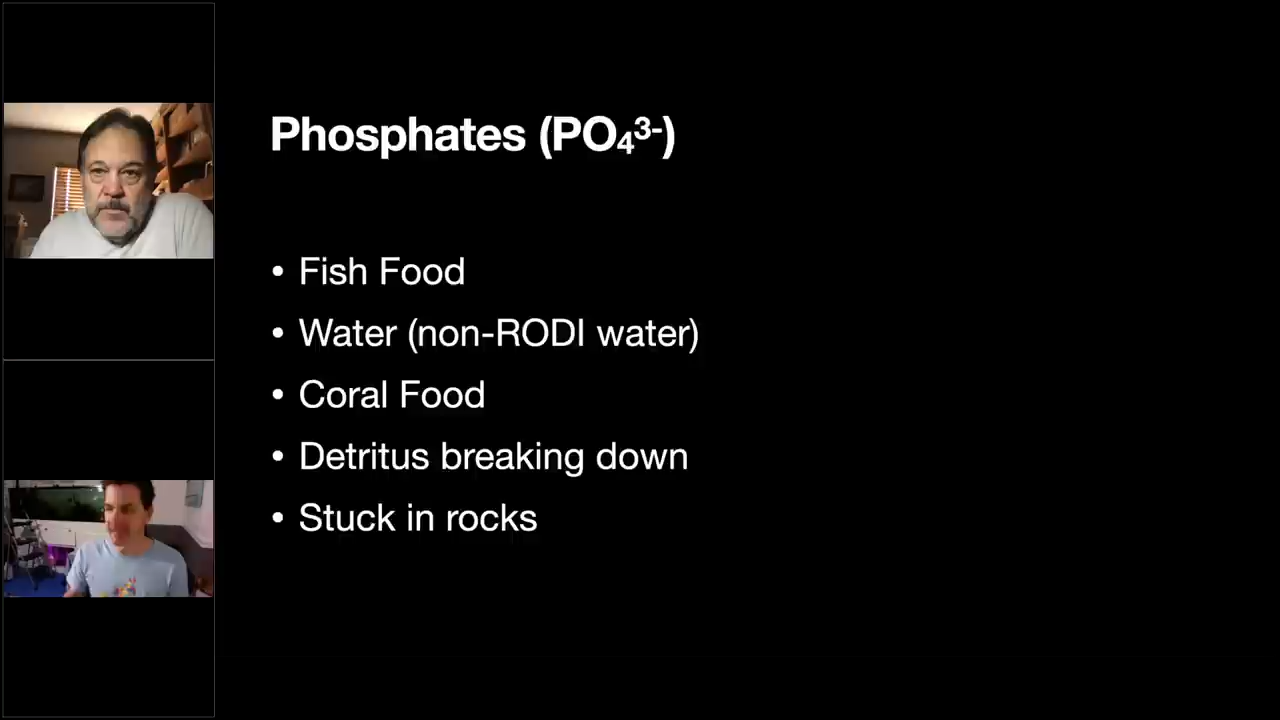 Phosphates (PO₄³⁻)
• Fish Food
• Water (non-RODI water)
• Coral Food
• Detritus breaking down
• Stuck in rocks